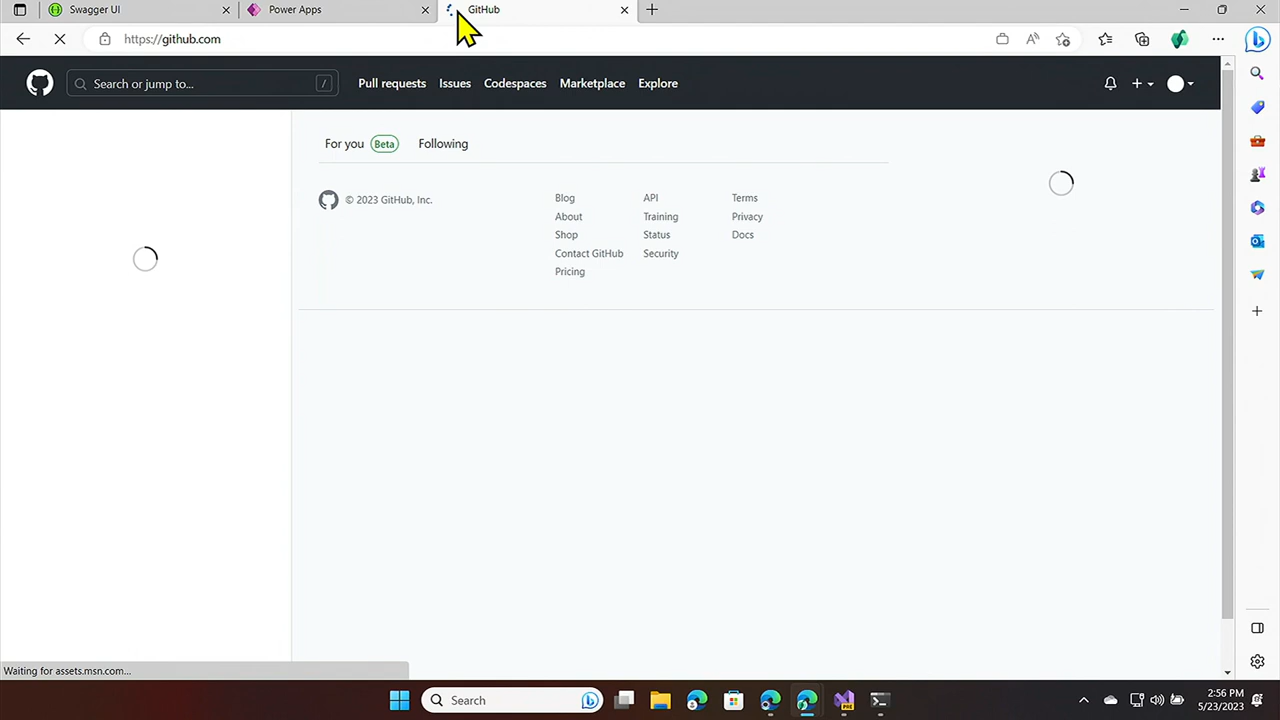 Swagger UI
Power Apps
GitHub
https://github.com
Search or jump to...
/
Pull requests
Issues
Codespaces
Marketplace
Explore
For you
Beta
Following
© 2023 GitHub, Inc.
Blog
About
Shop
Contact GitHub
Pricing
API
Training
Status
Security
Terms
Privacy
Docs
Waiting for assets.msn.com...
Search
2:56 PM
5/23/2023